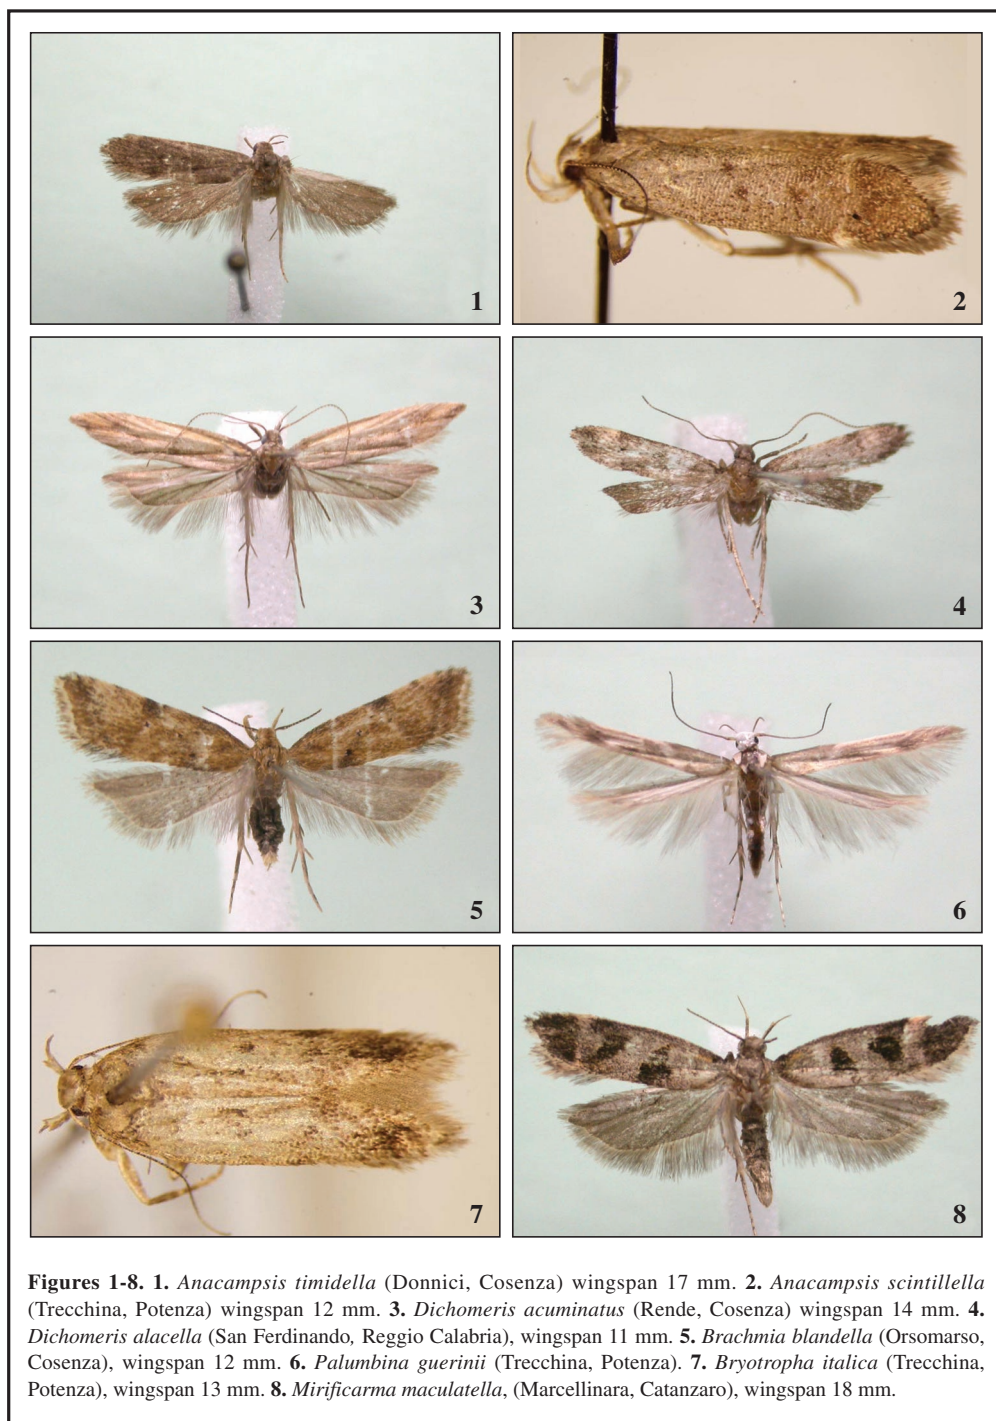 1
2
3
4
5
6
7
8
Figures 1-8. 1. Anacampsis timidella (Donnici, Cosenza) wingspan 17 mm. 2. Anacampsis scintillella
(Trecchina, Potenza) wingspan 12 mm. 3. Dichomeris acuminatus (Rende, Cosenza) wingspan 14 mm. 4.
Dichomeris alacella (San Ferdinando, Reggio Calabria), wingspan 11 mm. 5. Brachmia blandella (Orsomarso,
Cosenza), wingspan 12 mm. 6. Palumbina guerinii (Trecchina, Potenza). 7. Bryotropha italica (Trecchina,
Potenza), wingspan 13 mm. 8. Mirificarma maculatella, (Marcellinara, Catanzaro), wingspan 18 mm.